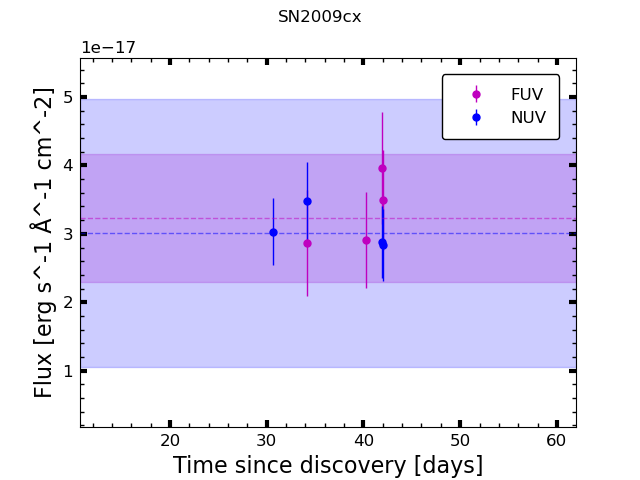 SN2009cx
1e−17
5
4
3
2
1
Flux [erg s^-1 Å^-1 cm^-2]
FUV
NUV
20 30 40 50 60
Time since discovery [days]